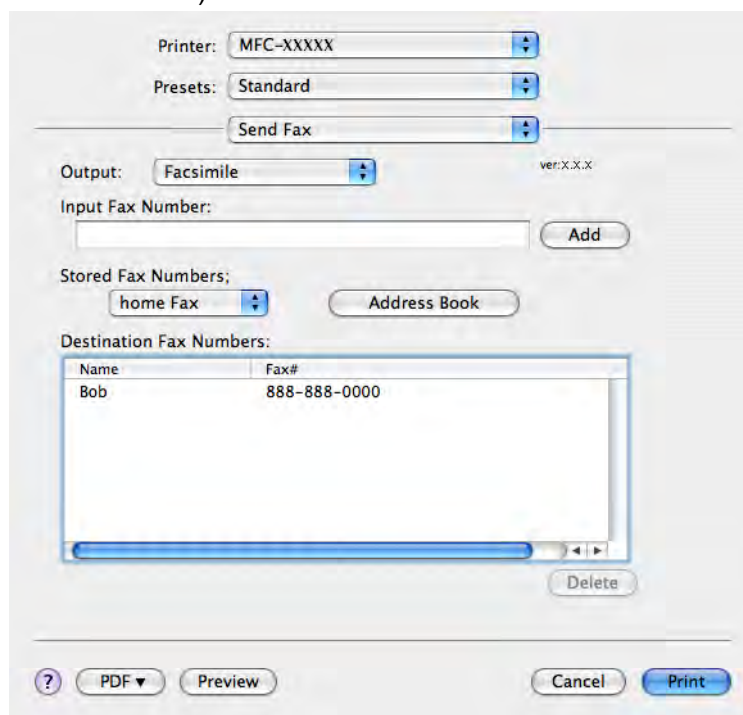 )
Printer: MFC-XXXXX
Presets: Standard
Send Fax
Output: Facsimile ver:X.X.X
Input Fax Number:
Add
Stored Fax Numbers;
home Fax Address Book
Destination Fax Numbers:
Name Fax#
Bob 888-888-0000
Delete
? PDF▼ Preview Cancel Print